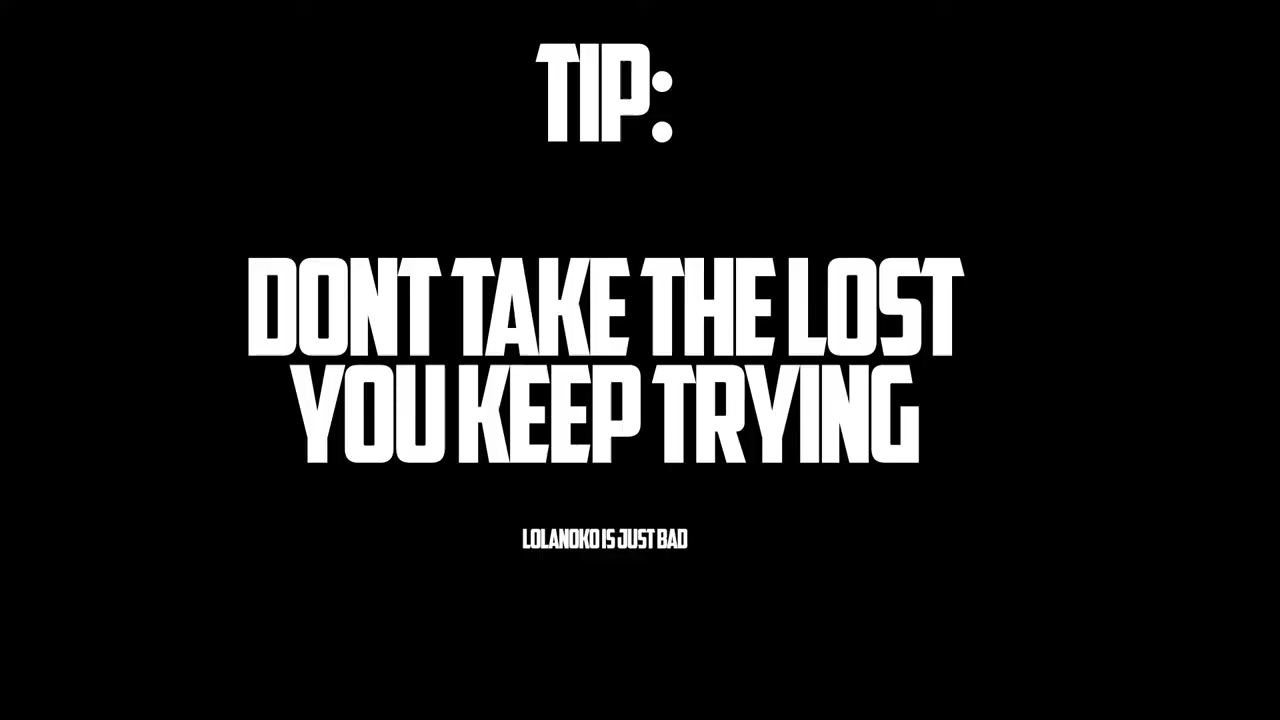 TIP:
DONT TAKE THE LOST
YOU KEEP TRYING
LOLANOKO IS JUST BAD